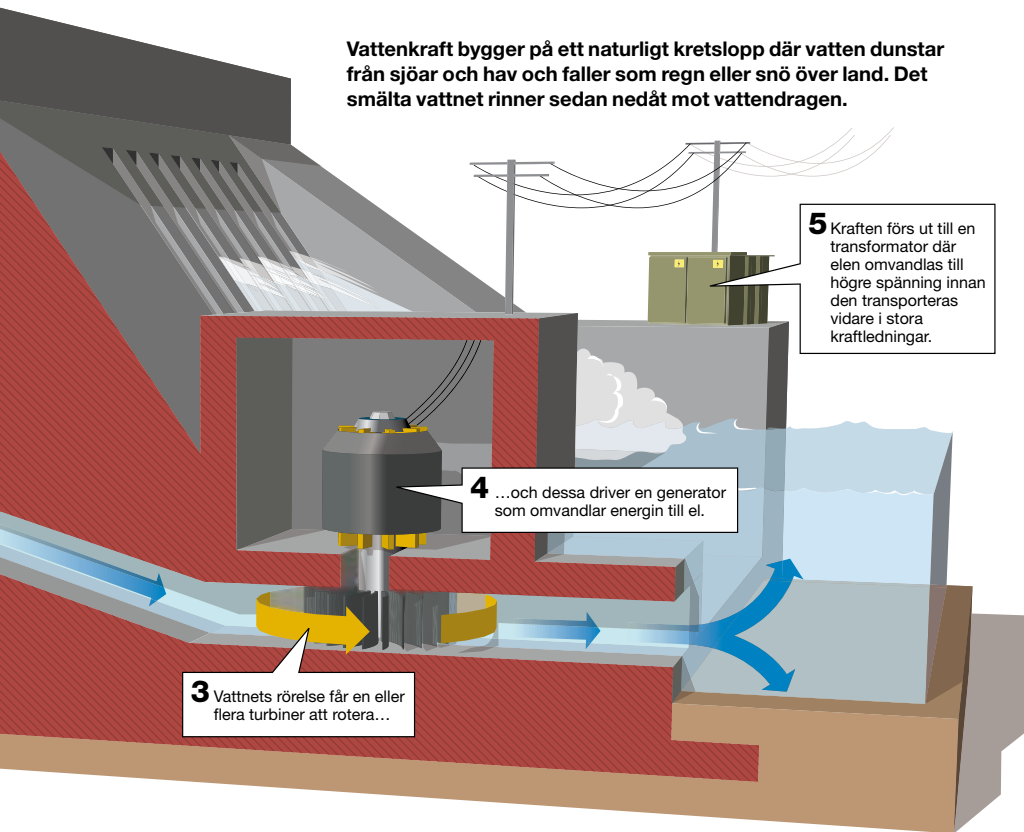 Vattenkraft bygger på ett naturligt kretslopp där vatten dunstar
från sjöar och hav och faller som regn eller snö över land. Det
smälta vattnet rinner sedan nedåt mot vattendragen.
5 Kraften förs ut till en
transformator där
elen omvandlas till
högre spänning innan
den transporteras
vidare i stora
kraftledningar.
4 …och dessa driver en generator
som omvandlar energin till el.
3 Vattnets rörelse får en eller
flera turbiner att rotera…